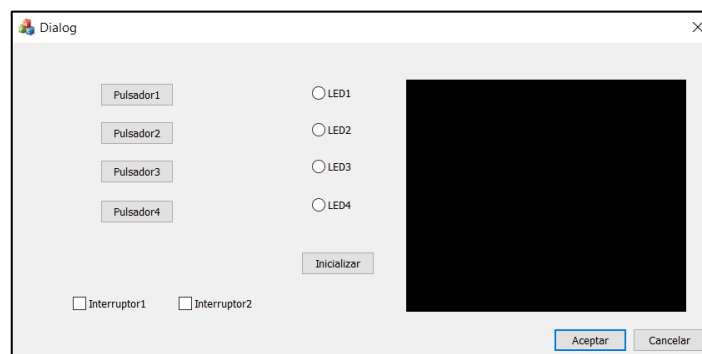 Dialog
Pulsador1
LED1
Pulsador2
LED2
Pulsador3
LED3
Pulsador4
LED4
Inicializar
Interruptor1
Interruptor2
Aceptar
Cancelar